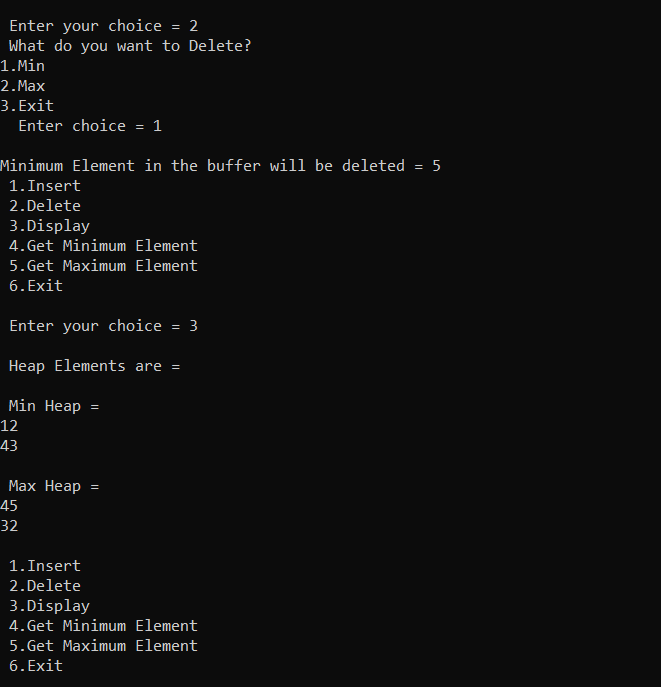 Enter your choice = 2
What do you want to Delete?
1.Min
2.Max
3.Exit
Enter choice = 1
Minimum Element in the buffer will be deleted = 5
1.Insert
2.Delete
3.Display
4.Get Minimum Element
5.Get Maximum Element
6.Exit
Enter your choice = 3
Heap Elements are =
Min Heap =
12
43
Max Heap =
45
32
1.Insert
2.Delete
3.Display
4.Get Minimum Element
5.Get Maximum Element
6.Exit